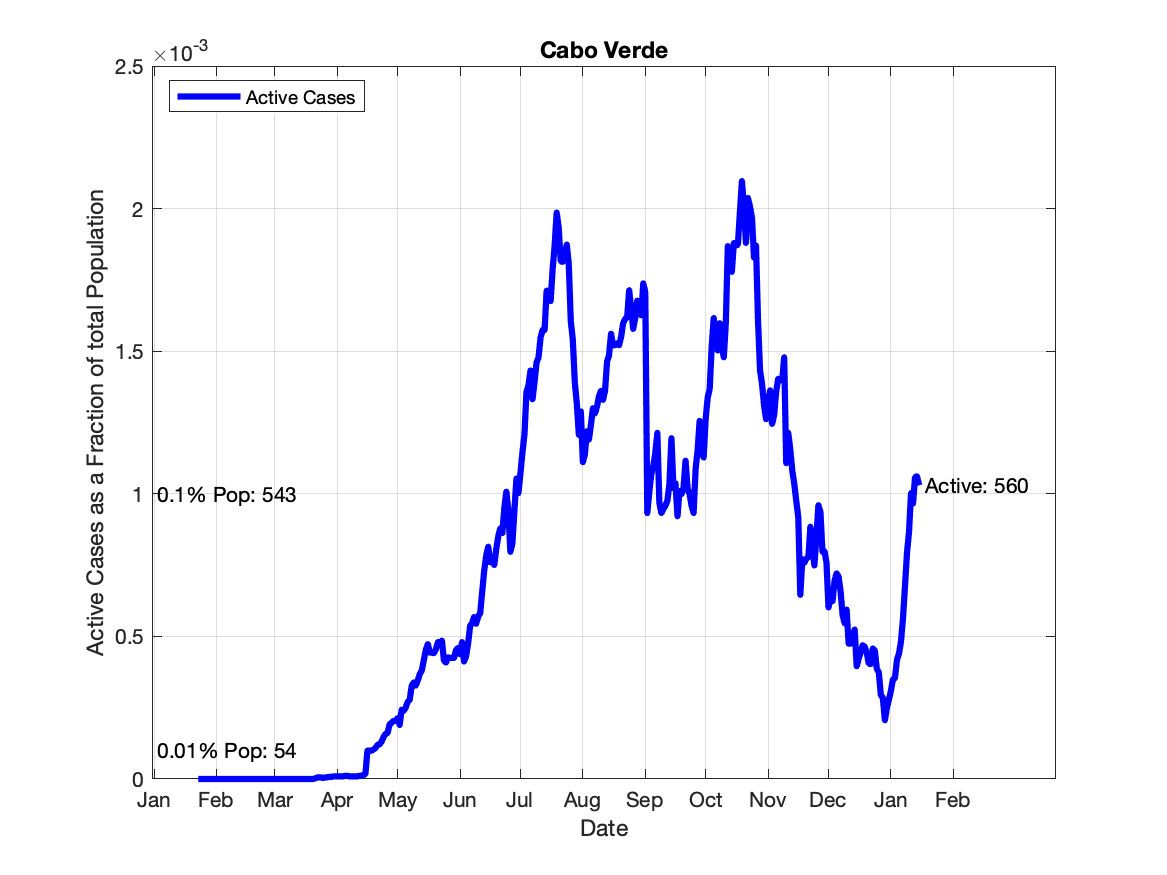 Cabo Verde
×10-3
Active Cases
2.5
2
1.5
1
0.5
0
Active Cases as a Fraction of total Population
0.1% Pop: 543
0.01% Pop: 54
Active: 560
Jan Feb Mar Apr May Jun Jul Aug Sep Oct Nov Dec Jan Feb
Date